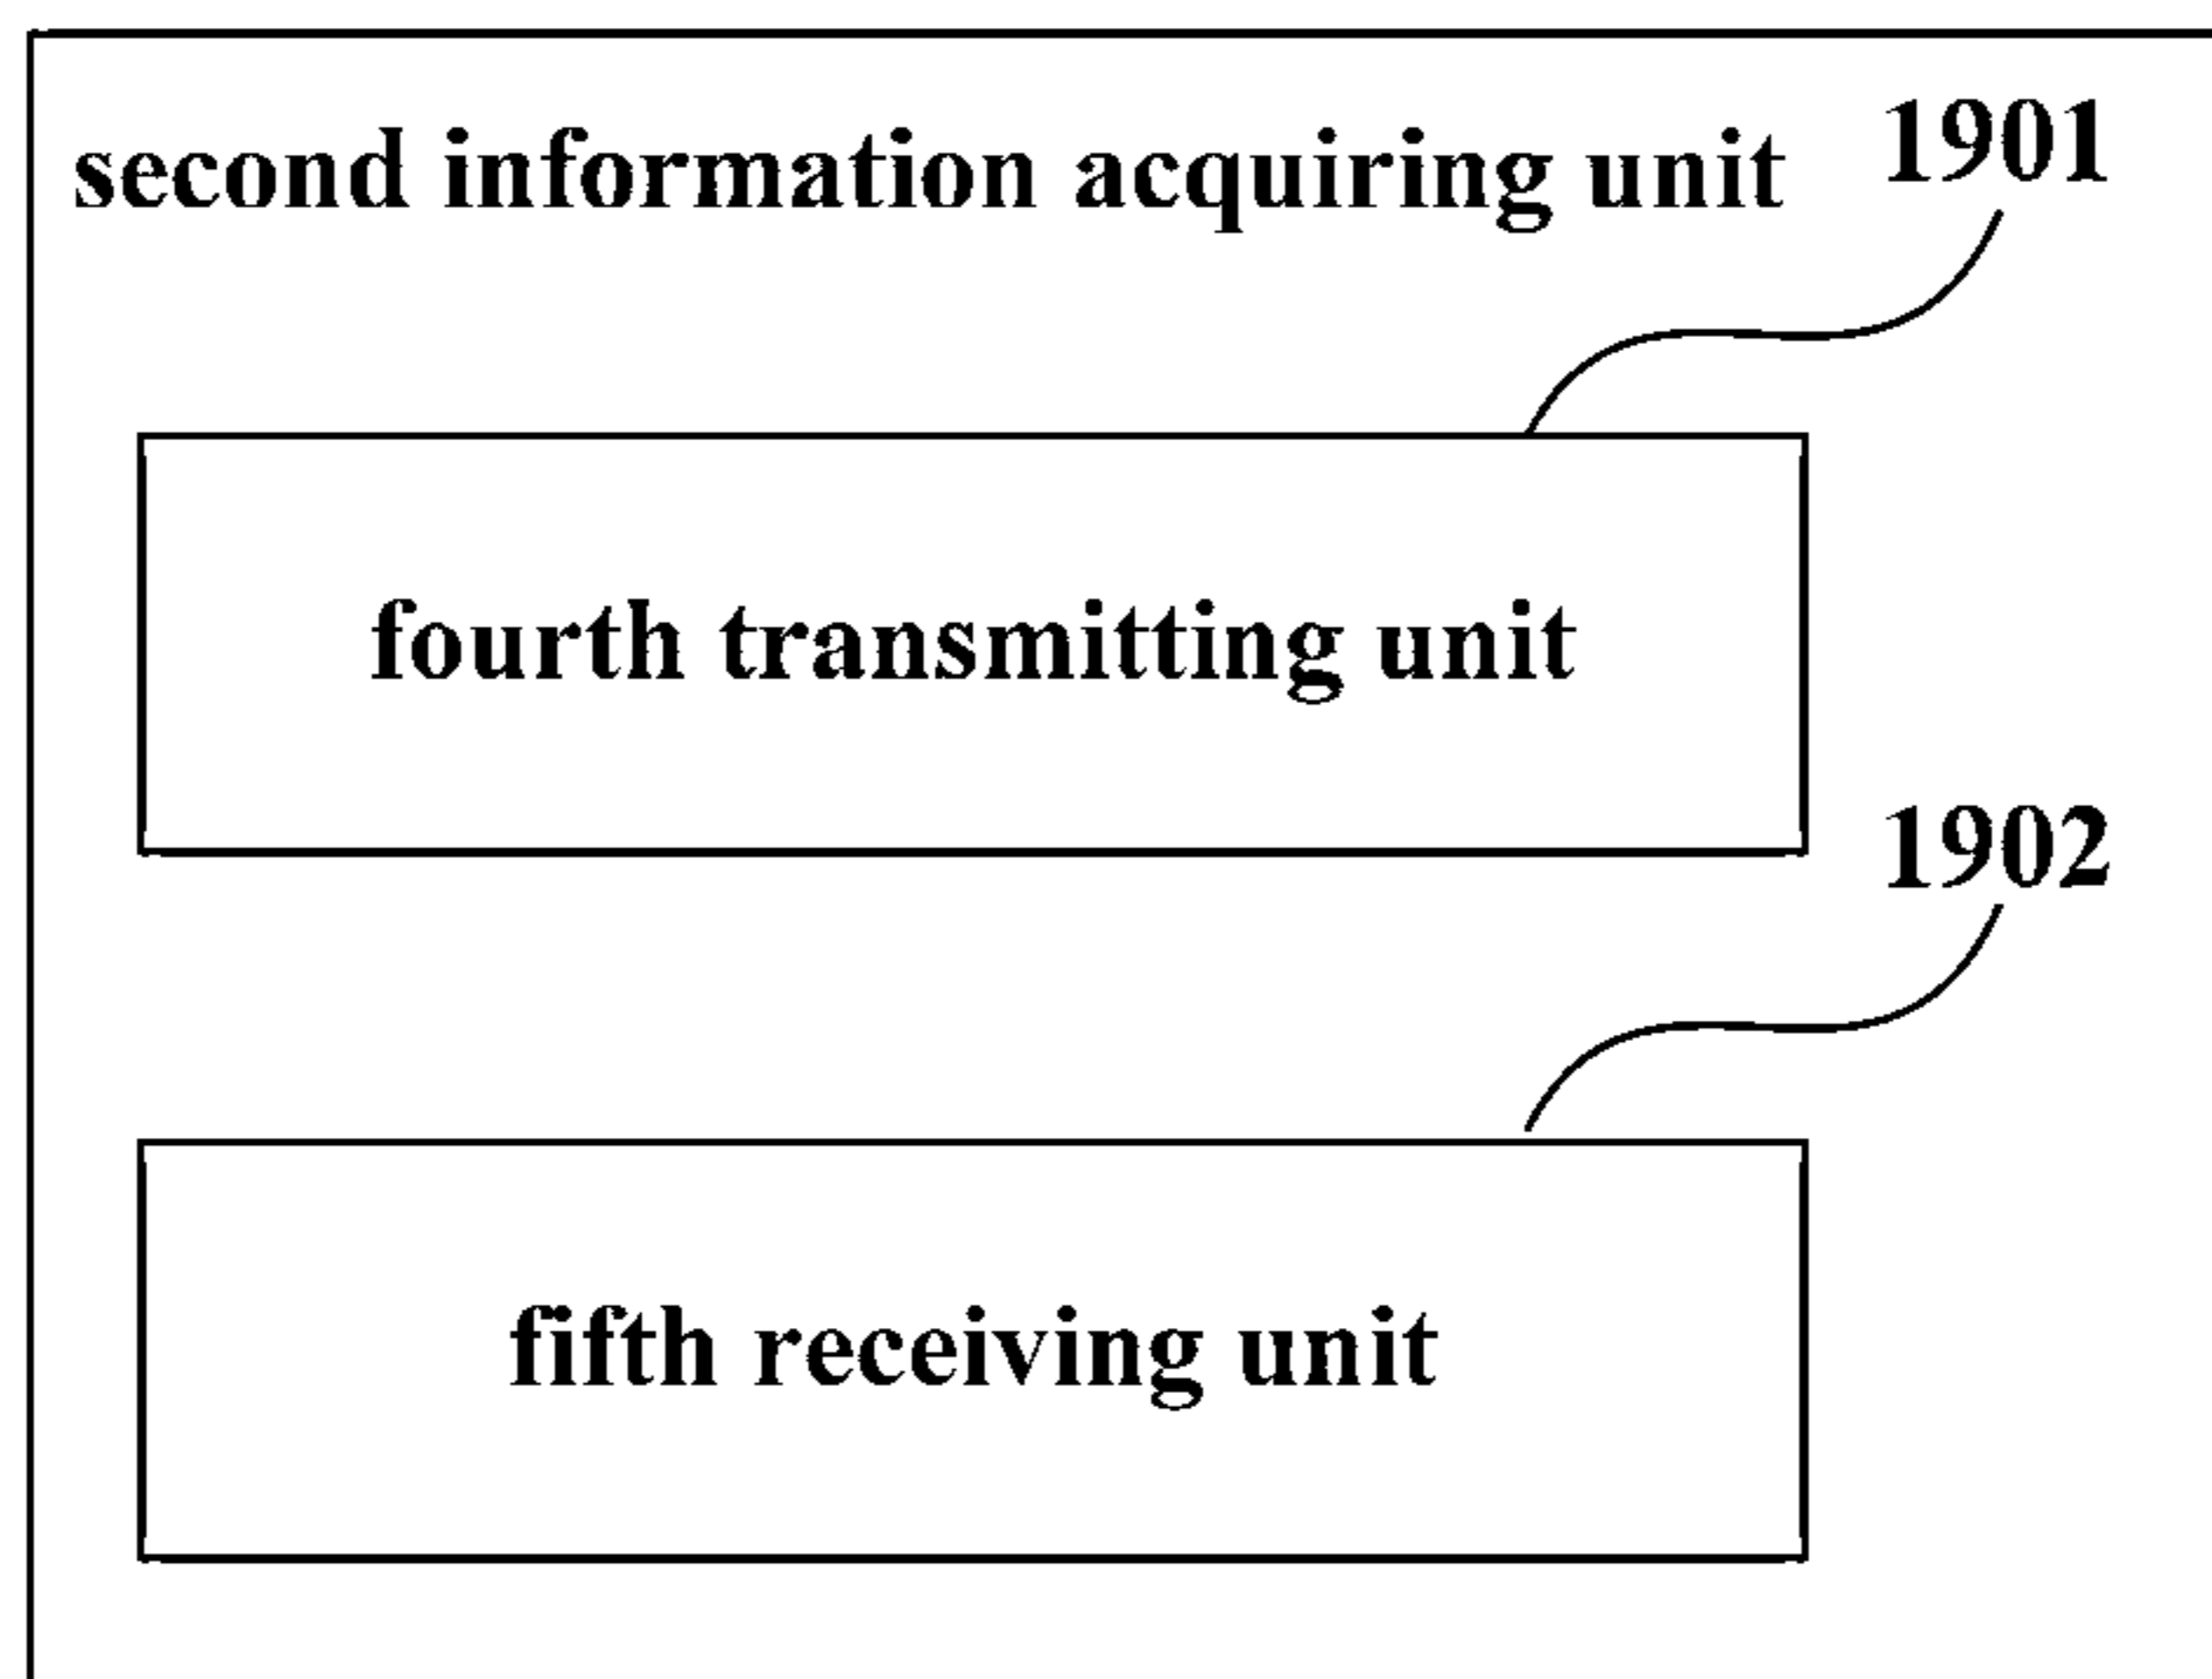 second information acquiring unit 1901
fourth transmitting unit
1902
fifth receiving unit